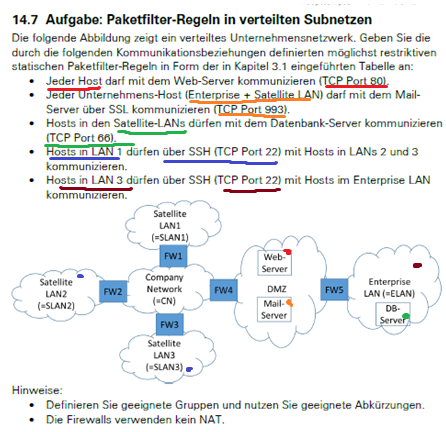 14.7 Aufgabe: Paketfilter-Regeln in verteilten Subnetzen
Die folgende Abbildung zeigt ein verteiltes Unternehmensnetzwerk. Geben Sie die
durch die folgenden Kommunikationsbeziehungen definierten möglichst restriktiven
statischen Paketfilter-Regeln in Form der in Kapitel 3.1 eingeführten Tabelle an:
• Jeder Host darf mit dem Web-Server kommunizieren (TCP Port 80).
• Jeder Unternehmens-Host (Enterprise + Satellite LAN) darf mit dem Mail-
Server über SSL kommunizieren (TCP Port 993).
• Hosts in den Satellite-LANs dürfen mit dem Datenbank-Server kommunizieren
(TCP Port 66).
• Hosts in LAN 1 dürfen über SSH (TCP Port 22) mit Hosts in LANs 2 und 3
kommunizieren.
• Hosts in LAN 3 dürfen über SSH (TCP Port 22) mit Hosts im Enterprise LAN
kommunizieren.
Satellite
LAN1
(=SLAN1)
FW1
Satellite
LAN2
(=SLAN2)
FW2
Company
Network
(=CN)
FW3
Satellite
LAN3
(=SLAN3)
FW4
Web-
Server
DMZ
Mail-
Server
FW5
Enterprise
LAN (=ELAN)
DB-
Server
Hinweise:
• Definieren Sie geeignete Gruppen und nutzen Sie geeignete Abkürzungen.
• Die Firewalls verwenden kein NAT.